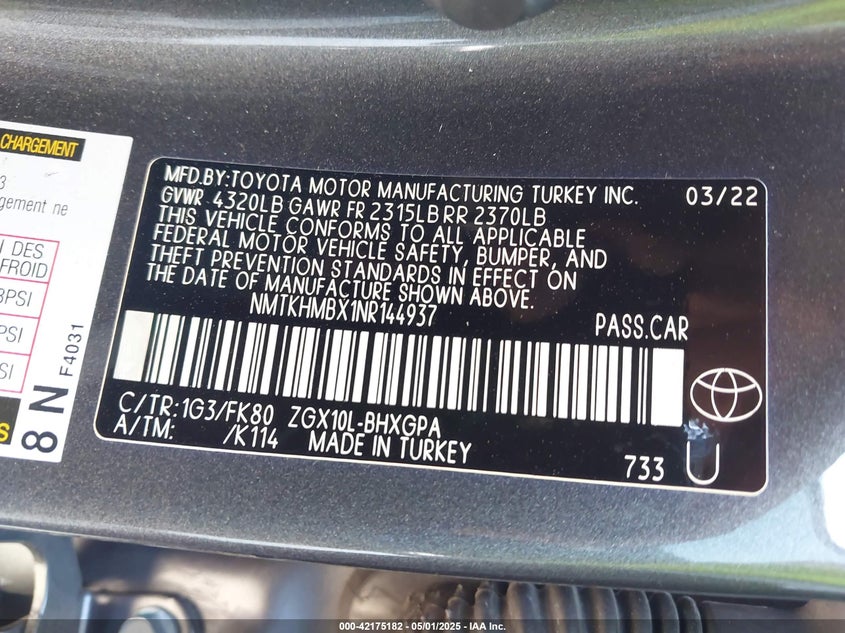 CHARGEMENT
3
gement ne
DES
FROID
PSI
PSI
SI
S
8 N
F4031
MFD.BY:TOYOTA MOTOR MANUFACTURING TURKEY INC. 03/22
GVWR 4320LB GAWR FR 2315LB RR 2370LB
THIS VEHICLE CONFORMS TO ALL APPLICABLE
FEDERAL MOTOR VEHICLE SAFETY, BUMPER, AND
THEFT PREVENTION STANDARDS IN EFFECT ON
THE DATE OF MANUFACTURE SHOWN ABOVE.
NMTKHMBX1NR144937 PASS.CAR
C/TR:1G3/FK80 ZGX10L-BHXGPA
A/TM: /K114 MADE IN TURKEY
733 U
000-42175182 - 05/01/2025 - IAA Inc.